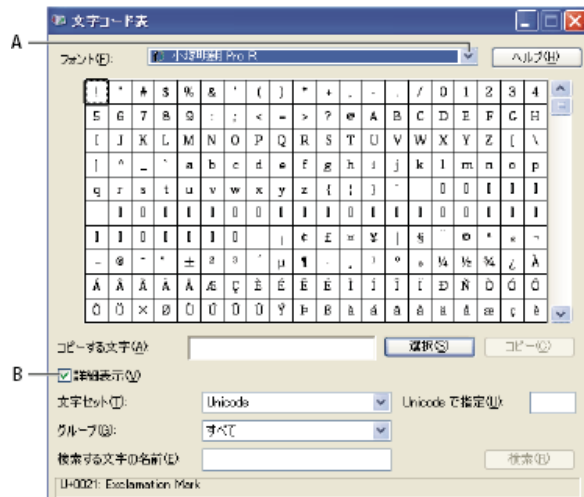 文字コード表
A
フォント(F):
小塚明朝 Pro R
ヘルプ(H)
! " # $ % & ' ( ) * + , - . / 0 1 2 3 4
5 6 7 8 9 : ; < = > ? @ A B C D E F G H
I J K L M N O P Q R S T U V W X Y Z [ \
] ^ _ ` a b c d e f g h i j k l m n o p
q r s t u v w x y z { | } ~
¡ ¢ £ ¤ ¥ ¦ § ¨ © ª « ¬
- ® ¯ ° ± ² ³ ´ µ ¶ · ¸ ¹ º » ¼ ½ ¾ ¿ À
Á Â Ã Ä Å Æ Ç È É Ê Ë Ì Í Î Ï Ð Ñ Ò Ó Ô
Õ Ö × Ø Ù Ú Û Ü Ý Þ ß à á â ã ä å æ ç è
コピーする文字(A):
選択(S)
コピー(C)
B
詳細表示(V)
文字セット(T):
Unicode
Unicode で指定(U):
グループ(G):
すべて
検索する文字の名前(E)
検索(R)
U+0021: Exclamation Mark